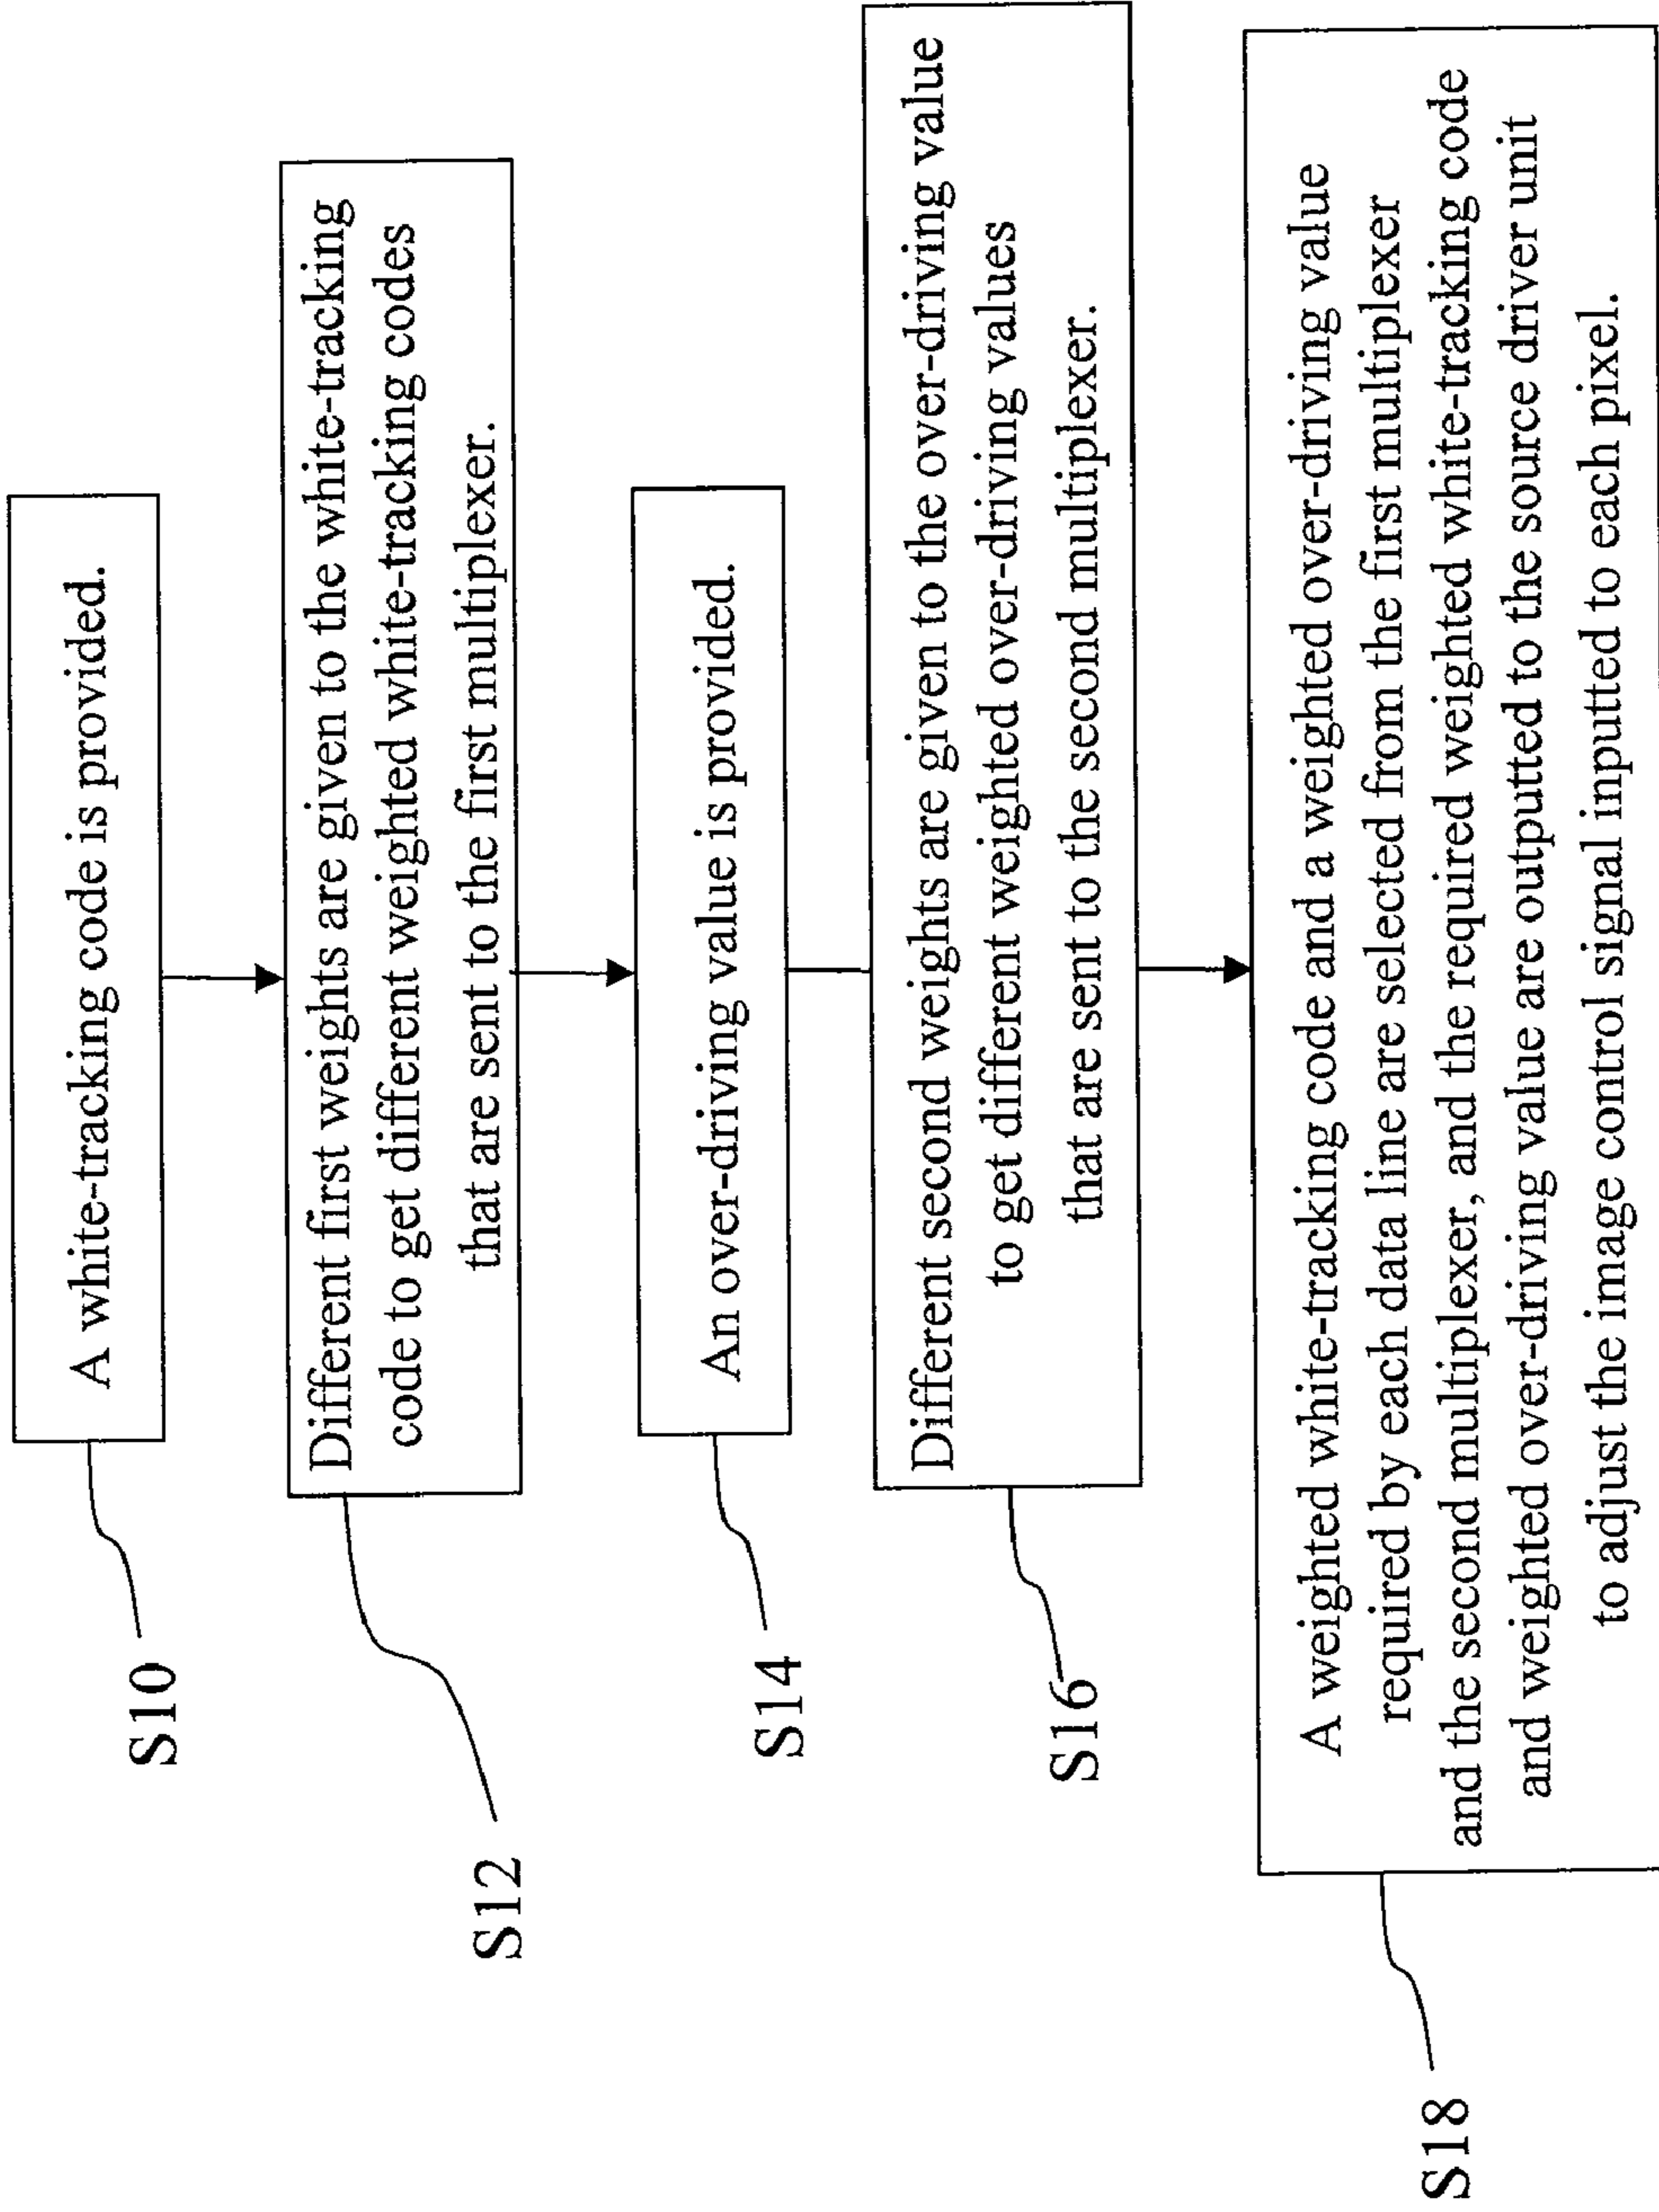 S10
A white-tracking code is provided.
S12
Different first weights are given to the white-tracking
code to get different weighted white-tracking codes
that are sent to the first multiplexer.
S14
An over-driving value is provided.
S16
Different second weights are given to the over-driving value
to get different weighted over-driving values
that are sent to the second multiplexer.
S18
A weighted white-tracking code and a weighted over-driving value
required by each data line are selected from the first multiplexer
and the second multiplexer, and the required weighted white-tracking code
and weighted over-driving value are outputted to the source driver unit
to adjust the image control signal inputted to each pixel.